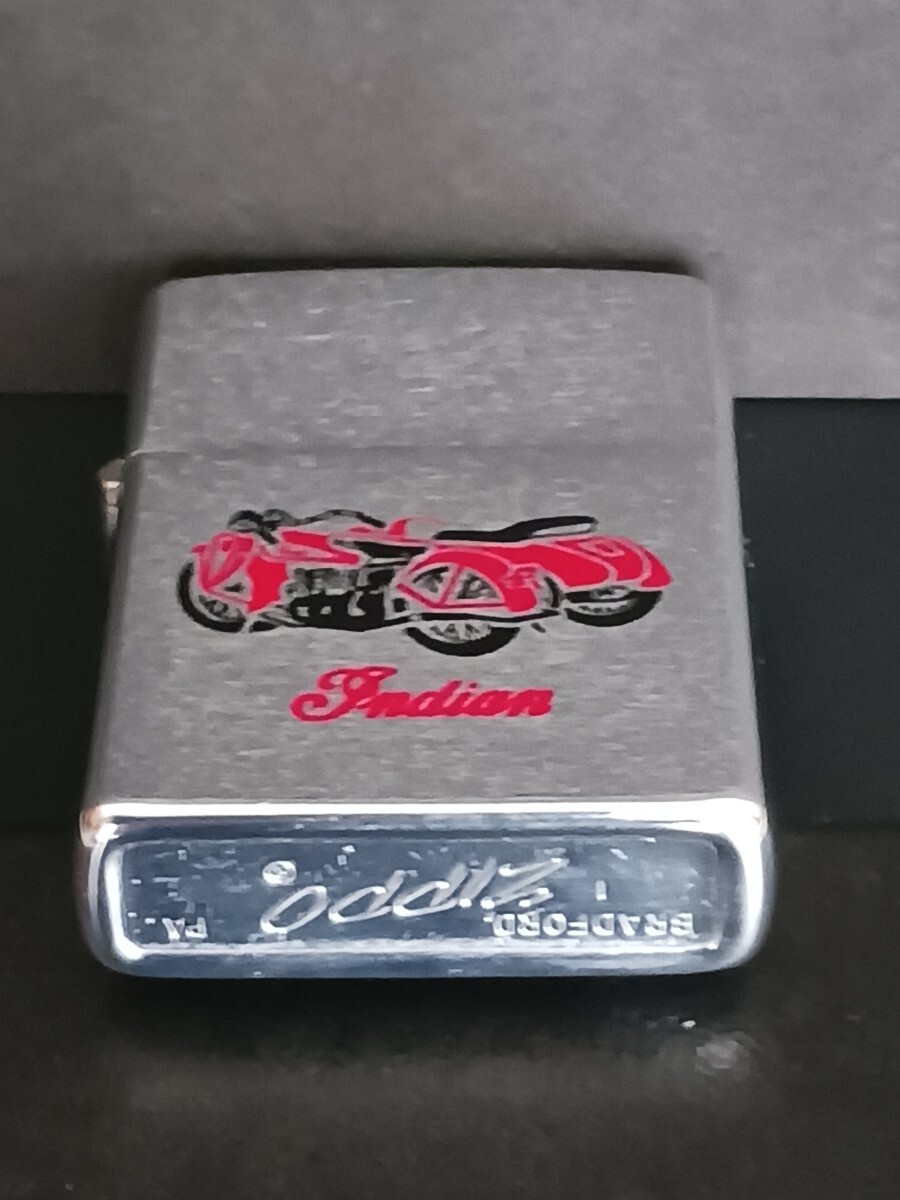 Indian
ZIPPO ®
BRADFORD, PA.